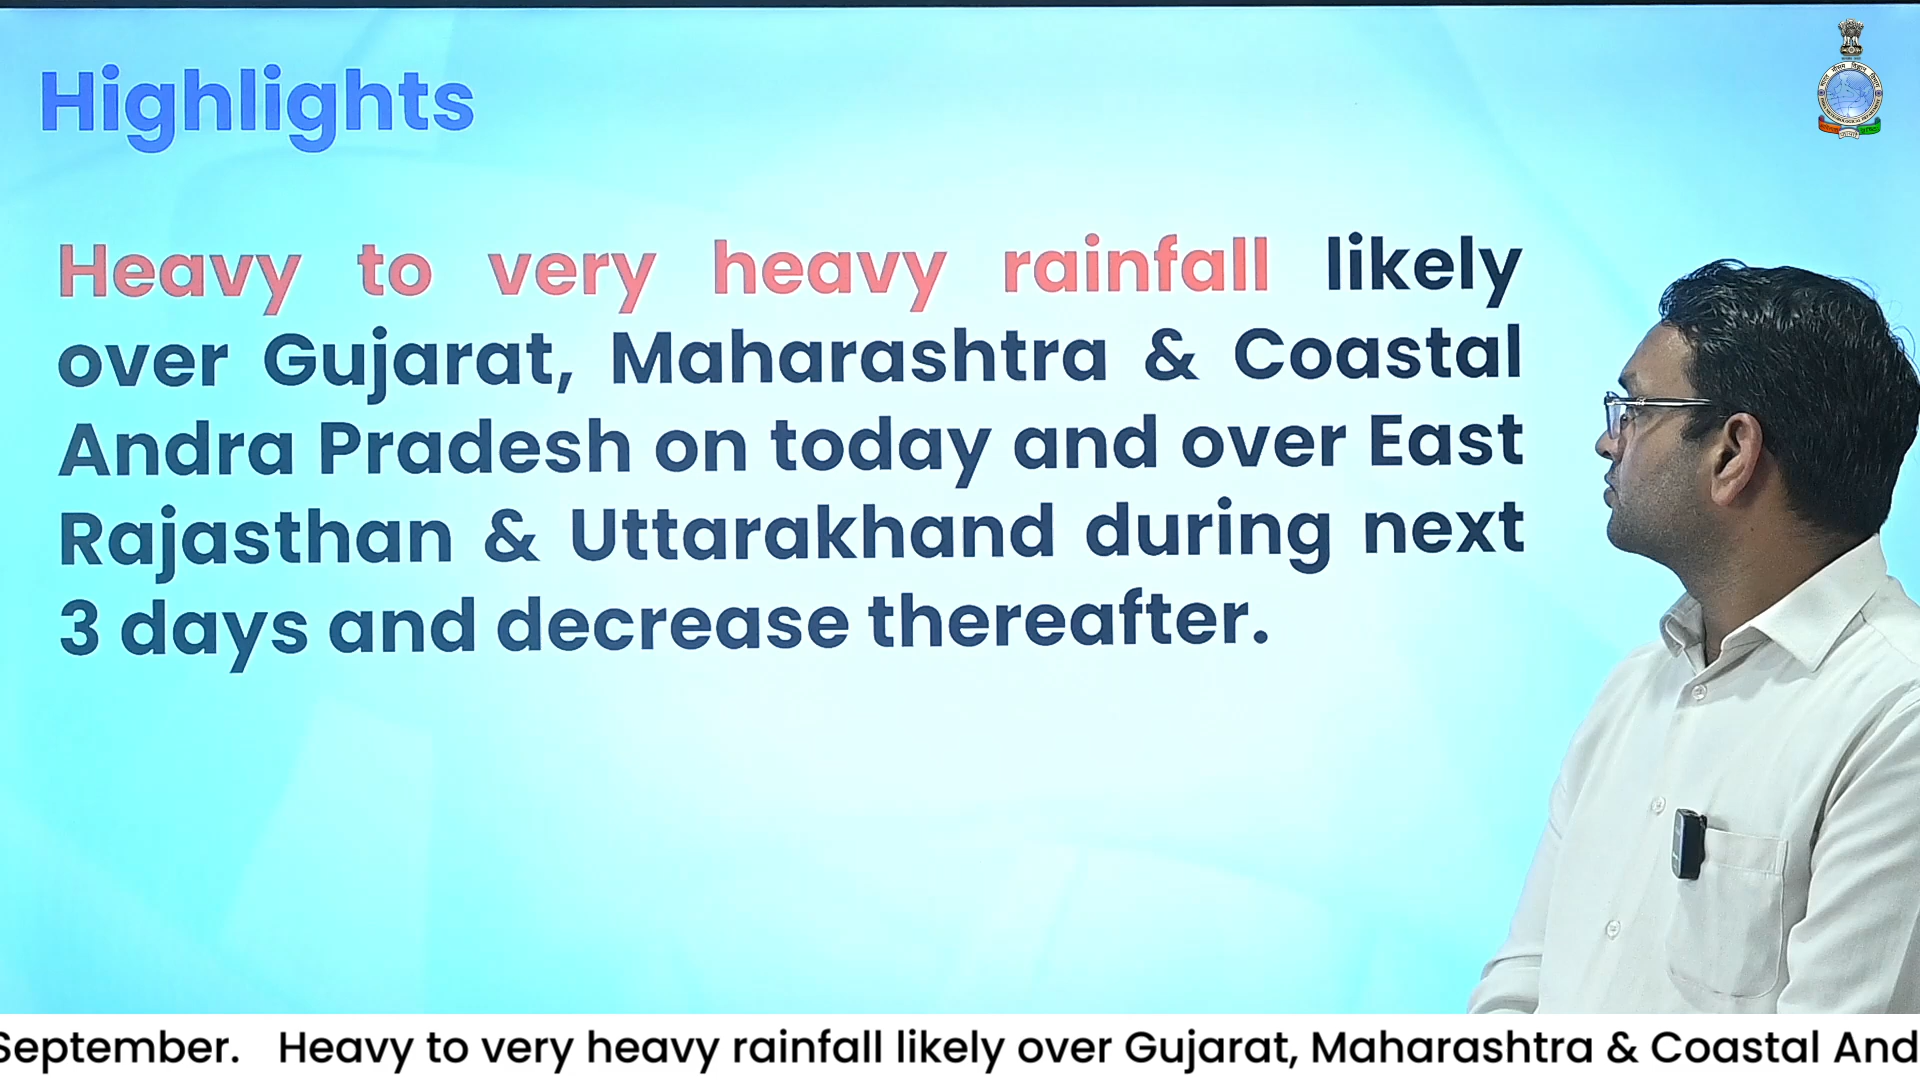 Highlights
Heavy to very heavy rainfall likely
over Gujarat, Maharashtra & Coastal
Andra Pradesh on today and over East
Rajasthan & Uttarakhand during next
3 days and decrease thereafter.
September. Heavy to very heavy rainfall likely over Gujarat, Maharashtra & Coastal And